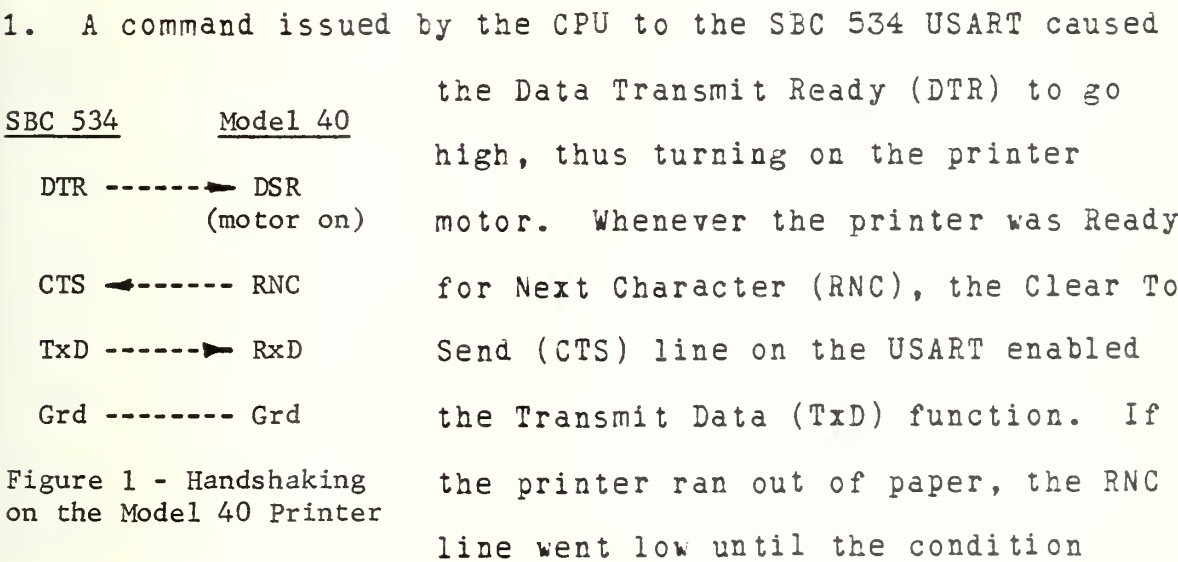 1. A command issued by the CPU to the SBC 534 USART caused
the Data Transmit Ready (DTR) to go
high, thus turning on the printer
motor. Whenever the printer was Ready
for Next Character (RNC), the Clear To
Send (CTS) line on the USART enabled
the Transmit Data (TxD) function. If
the printer ran out of paper, the RNC
line went low until the condition
SBC 534 Model 40
DTR -------► DSR
(motor on)
CTS ◄------- RNC
TxD -------► RxD
Grd -------- Grd
Figure 1 - Handshaking
on the Model 40 Printer